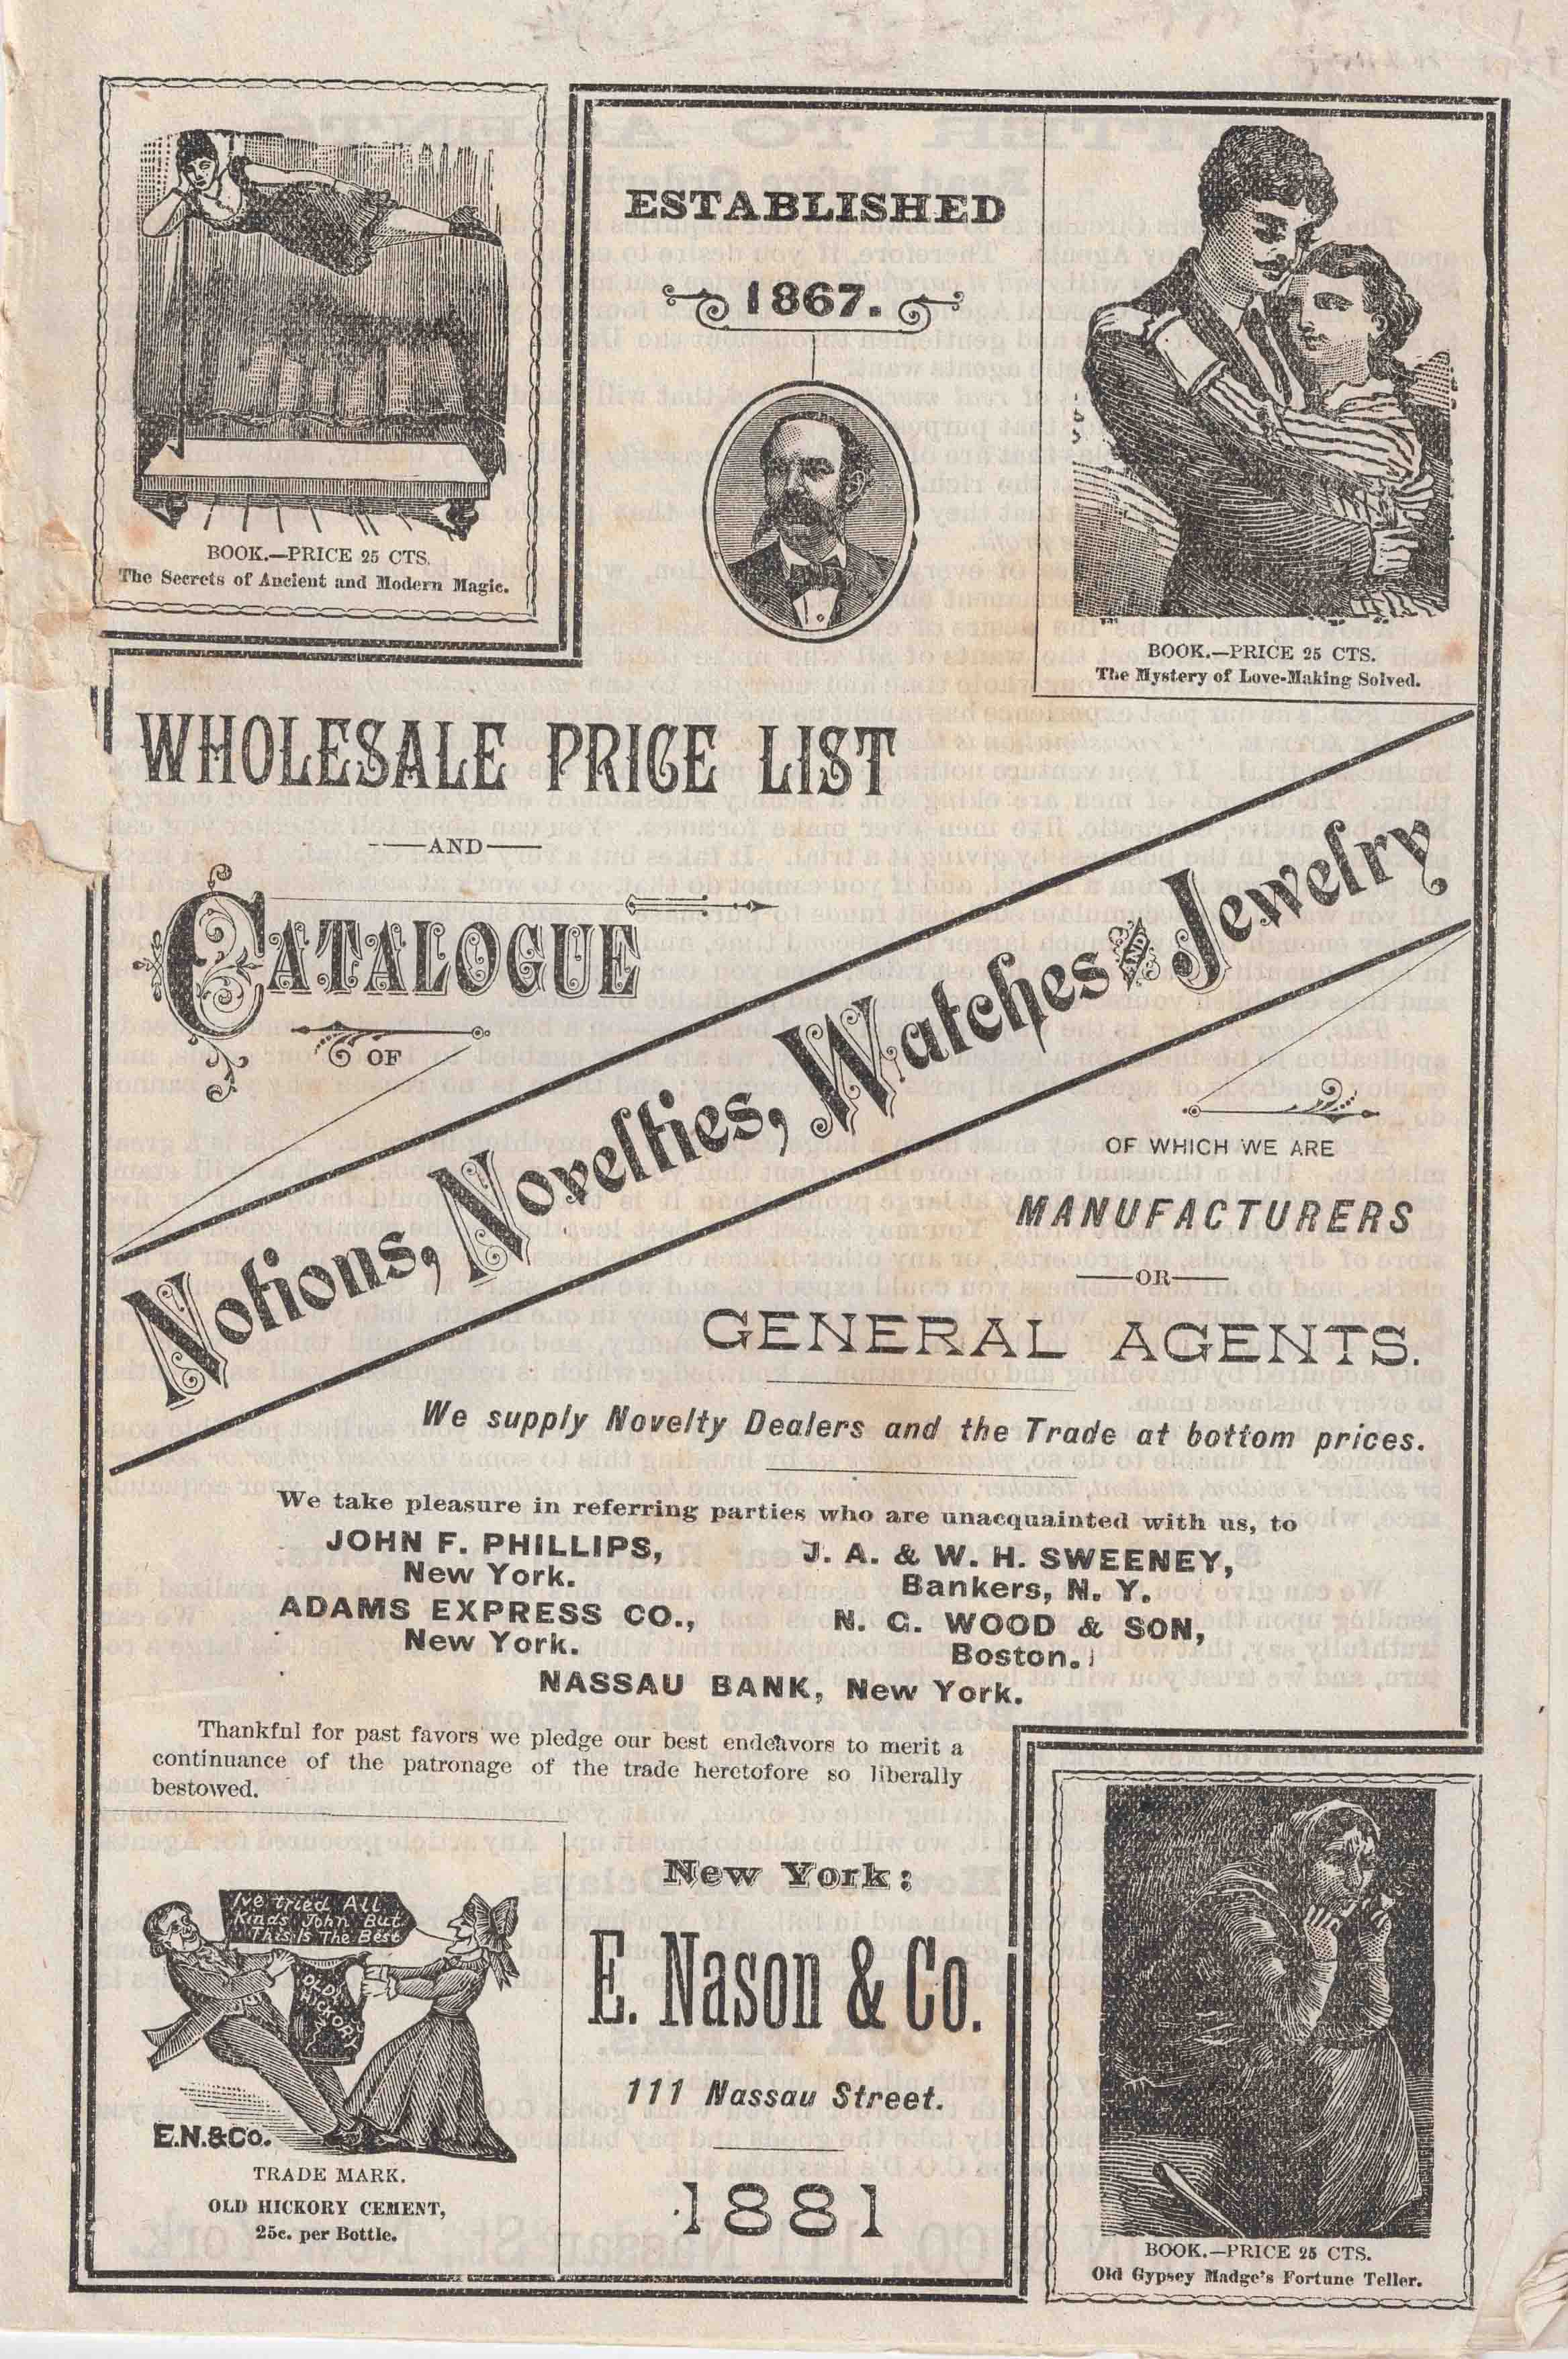 BOOK.—PRICE 25 CTS.
The Secrets of Ancient and Modern Magic.
ESTABLISHED
1867.
BOOK.—PRICE 25 CTS.
The Mystery of Love-Making Solved.
WHOLESALE PRICE LIST
—AND—
CATALOGUE
OF
Notions, Novelties, Watches AND Jewelry
OF WHICH WE ARE
MANUFACTURERS
—OR—
GENERAL AGENTS.
We supply Novelty Dealers and the Trade at bottom prices.
We take pleasure in referring parties who are unacquainted with us, to
JOHN F. PHILLIPS,
New York.
ADAMS EXPRESS CO.,
New York.
J. A. & W. H. SWEENEY,
Bankers, N. Y.
N. C. WOOD & SON,
Boston.
NASSAU BANK, New York.
Thankful for past favors we pledge our best endeavors to merit a
continuance of the patronage of the trade heretofore so liberally
bestowed.
I've tried All
Kinds John But
This Is The Best
OLD
HICKORY
E.N.&Co.
TRADE MARK.
OLD HICKORY CEMENT,
25c. per Bottle.
New York:
E. Nason & Co.
111 Nassau Street.
1881
BOOK.—PRICE 25 CTS.
Old Gypsey Madge's Fortune Teller.